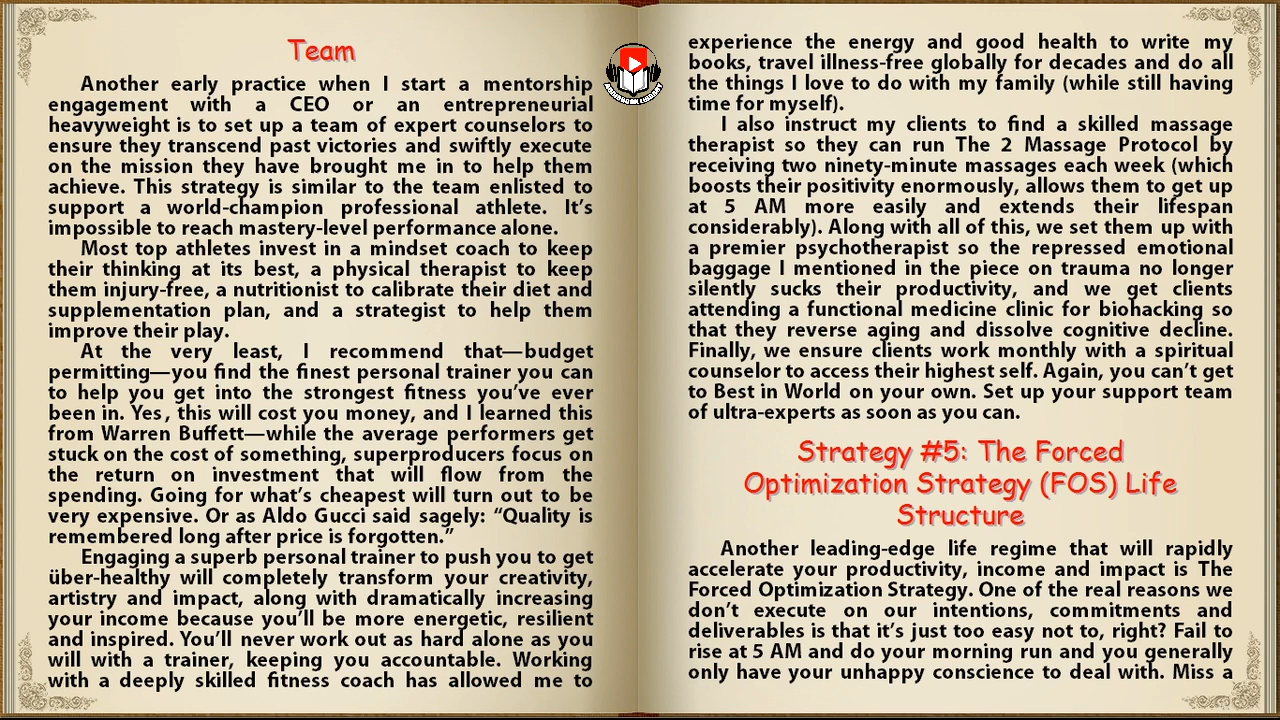 Team
Another early practice when I start a mentorship
engagement with a CEO or an entrepreneurial
heavyweight is to set up a team of expert counselors to
ensure they transcend past victories and swiftly execute
on the mission they have brought me in to help them
achieve. This strategy is similar to the team enlisted to
support a world-champion professional athlete. It’s
impossible to reach mastery-level performance alone.
Most top athletes invest in a mindset coach to keep
their thinking at its best, a physical therapist to keep
them injury-free, a nutritionist to calibrate their diet and
supplementation plan, and a strategist to help them
improve their play.
At the very least, I recommend that—budget
permitting—you find the finest personal trainer you can
to help you get into the strongest fitness you’ve ever
been in. Yes, this will cost you money, and I learned this
from Warren Buffett—while the average performers get
stuck on the cost of something, superproducers focus on
the return on investment that will flow from the
spending. Going for what’s cheapest will turn out to be
very expensive. Or as Aldo Gucci said sagely: “Quality is
remembered long after price is forgotten.”
Engaging a superb personal trainer to push you to get
über-healthy will completely transform your creativity,
artistry and impact, along with dramatically increasing
your income because you’ll be more energetic, resilient
and inspired. You’ll never work out as hard alone as you
will with a trainer, keeping you accountable. Working
with a deeply skilled fitness coach has allowed me to
experience the energy and good health to write my
books, travel illness-free globally for decades and do all
the things I love to do with my family (while still having
time for myself).
I also instruct my clients to find a skilled massage
therapist so they can run The 2 Massage Protocol by
receiving two ninety-minute massages each week (which
boosts their positivity enormously, allows them to get up
at 5 AM more easily and extends their lifespan
considerably). Along with all of this, we set them up with
a premier psychotherapist so the repressed emotional
baggage I mentioned in the piece on trauma no longer
silently sucks their productivity, and we get clients
attending a functional medicine clinic for biohacking so
that they reverse aging and dissolve cognitive decline.
Finally, we ensure clients work monthly with a spiritual
counselor to access their highest self. Again, you can’t get
to Best in World on your own. Set up your support team
of ultra-experts as soon as you can.
Strategy #5: The Forced
Optimization Strategy (FOS) Life
Structure
Another leading-edge life regime that will rapidly
accelerate your productivity, income and impact is The
Forced Optimization Strategy. One of the real reasons we
don’t execute on our intentions, commitments and
deliverables is that it’s just too easy not to, right? Fail to
rise at 5 AM and do your morning run and you generally
only have your unhappy conscience to deal with. Miss a